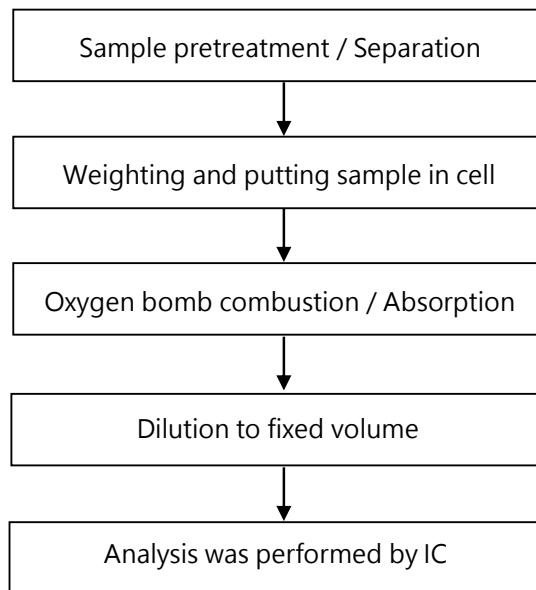 Sample pretreatment / Separation
Weighting and putting sample in cell
Oxygen bomb combustion / Absorption
Dilution to fixed volume
Analysis was performed by IC